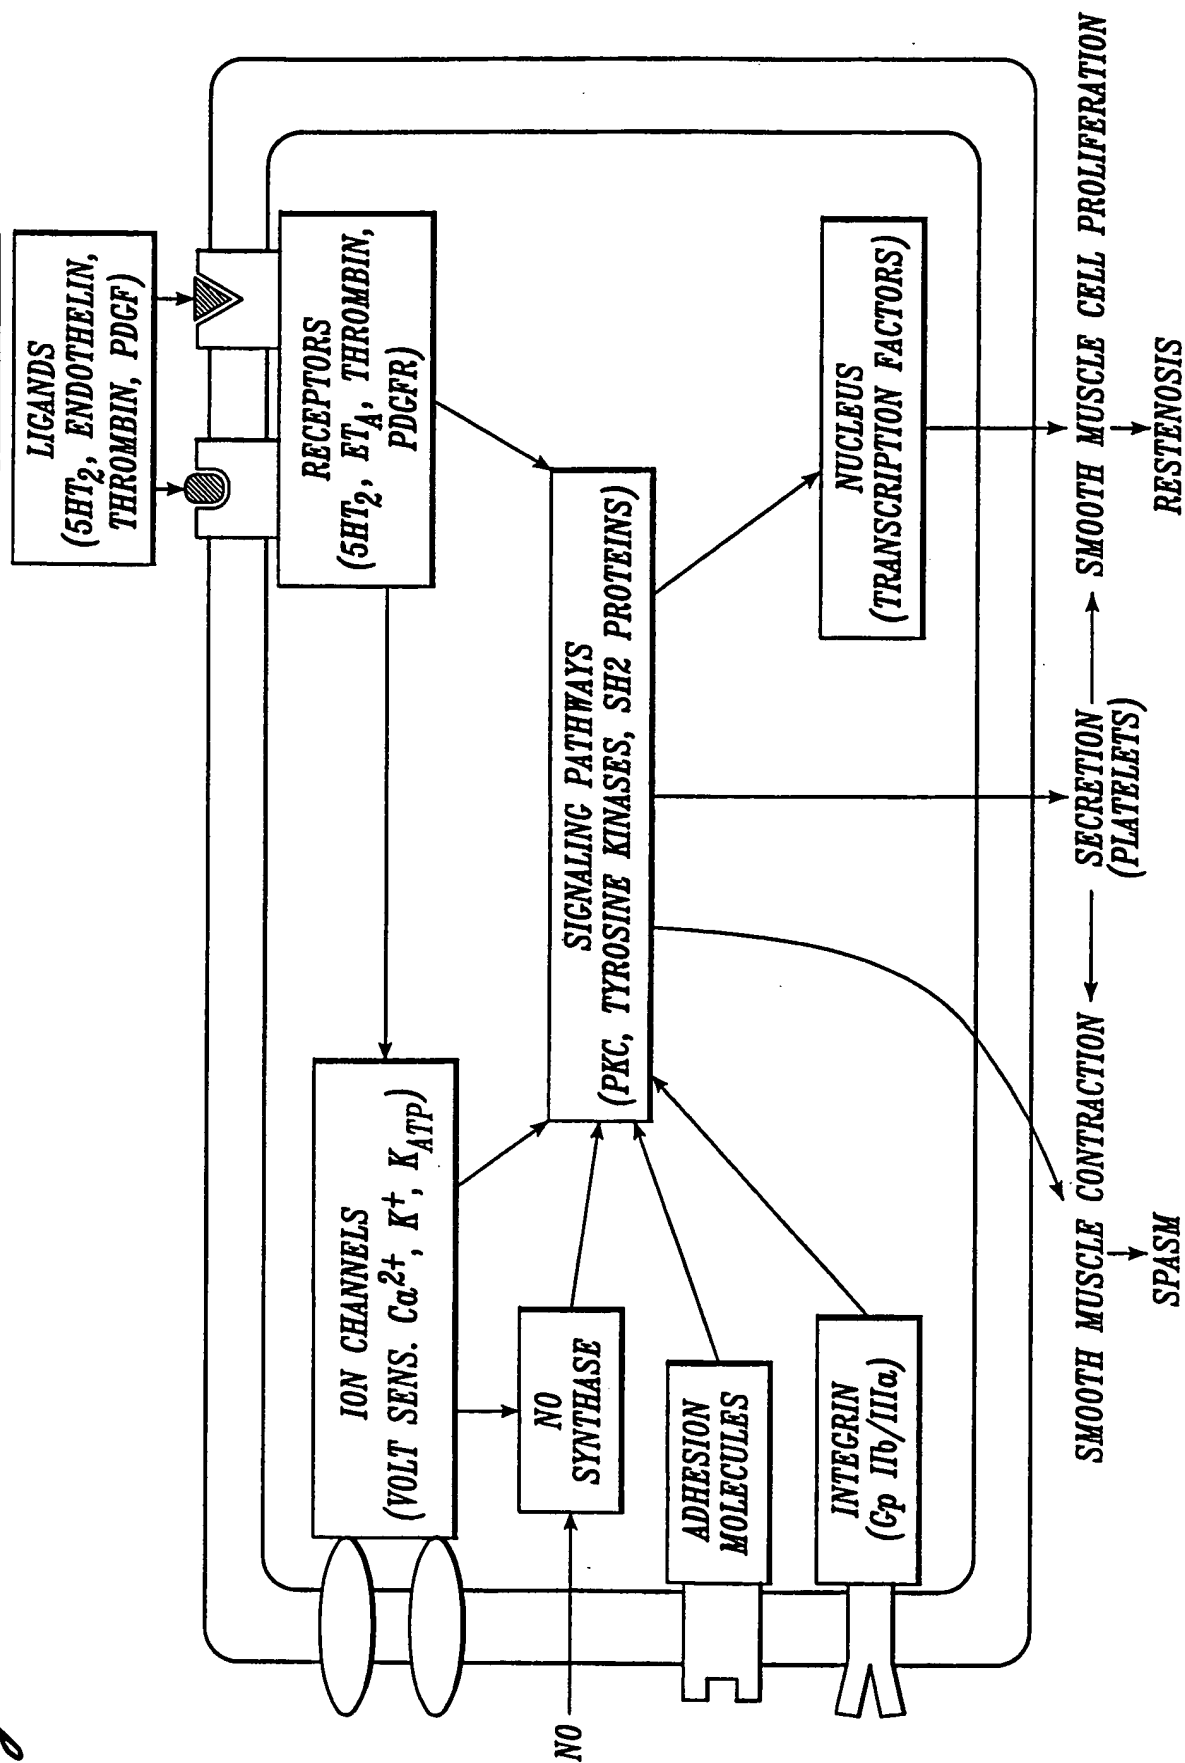 LIGANDS
(5HT2, ENDOTHELIN,
THROMBIN, PDGF)
RECEPTORS
(5HT2, ETA, THROMBIN,
PDGFR)
ION CHANNELS
(VOLT SENS. Ca2+, K+, KATP)
NO
NO
SYNTHASE
SIGNALING PATHWAYS
(PKC, TYROSINE KINASES, SH2 PROTEINS)
ADHESION
MOLECULES
INTEGRIN
(Gp IIb/IIIa)
NUCLEUS
(TRANSCRIPTION FACTORS)
SMOOTH MUSCLE CONTRACTION
SPASM
SECRETION
(PLATELETS)
SMOOTH MUSCLE CELL PROLIFERATION
RESTENOSIS